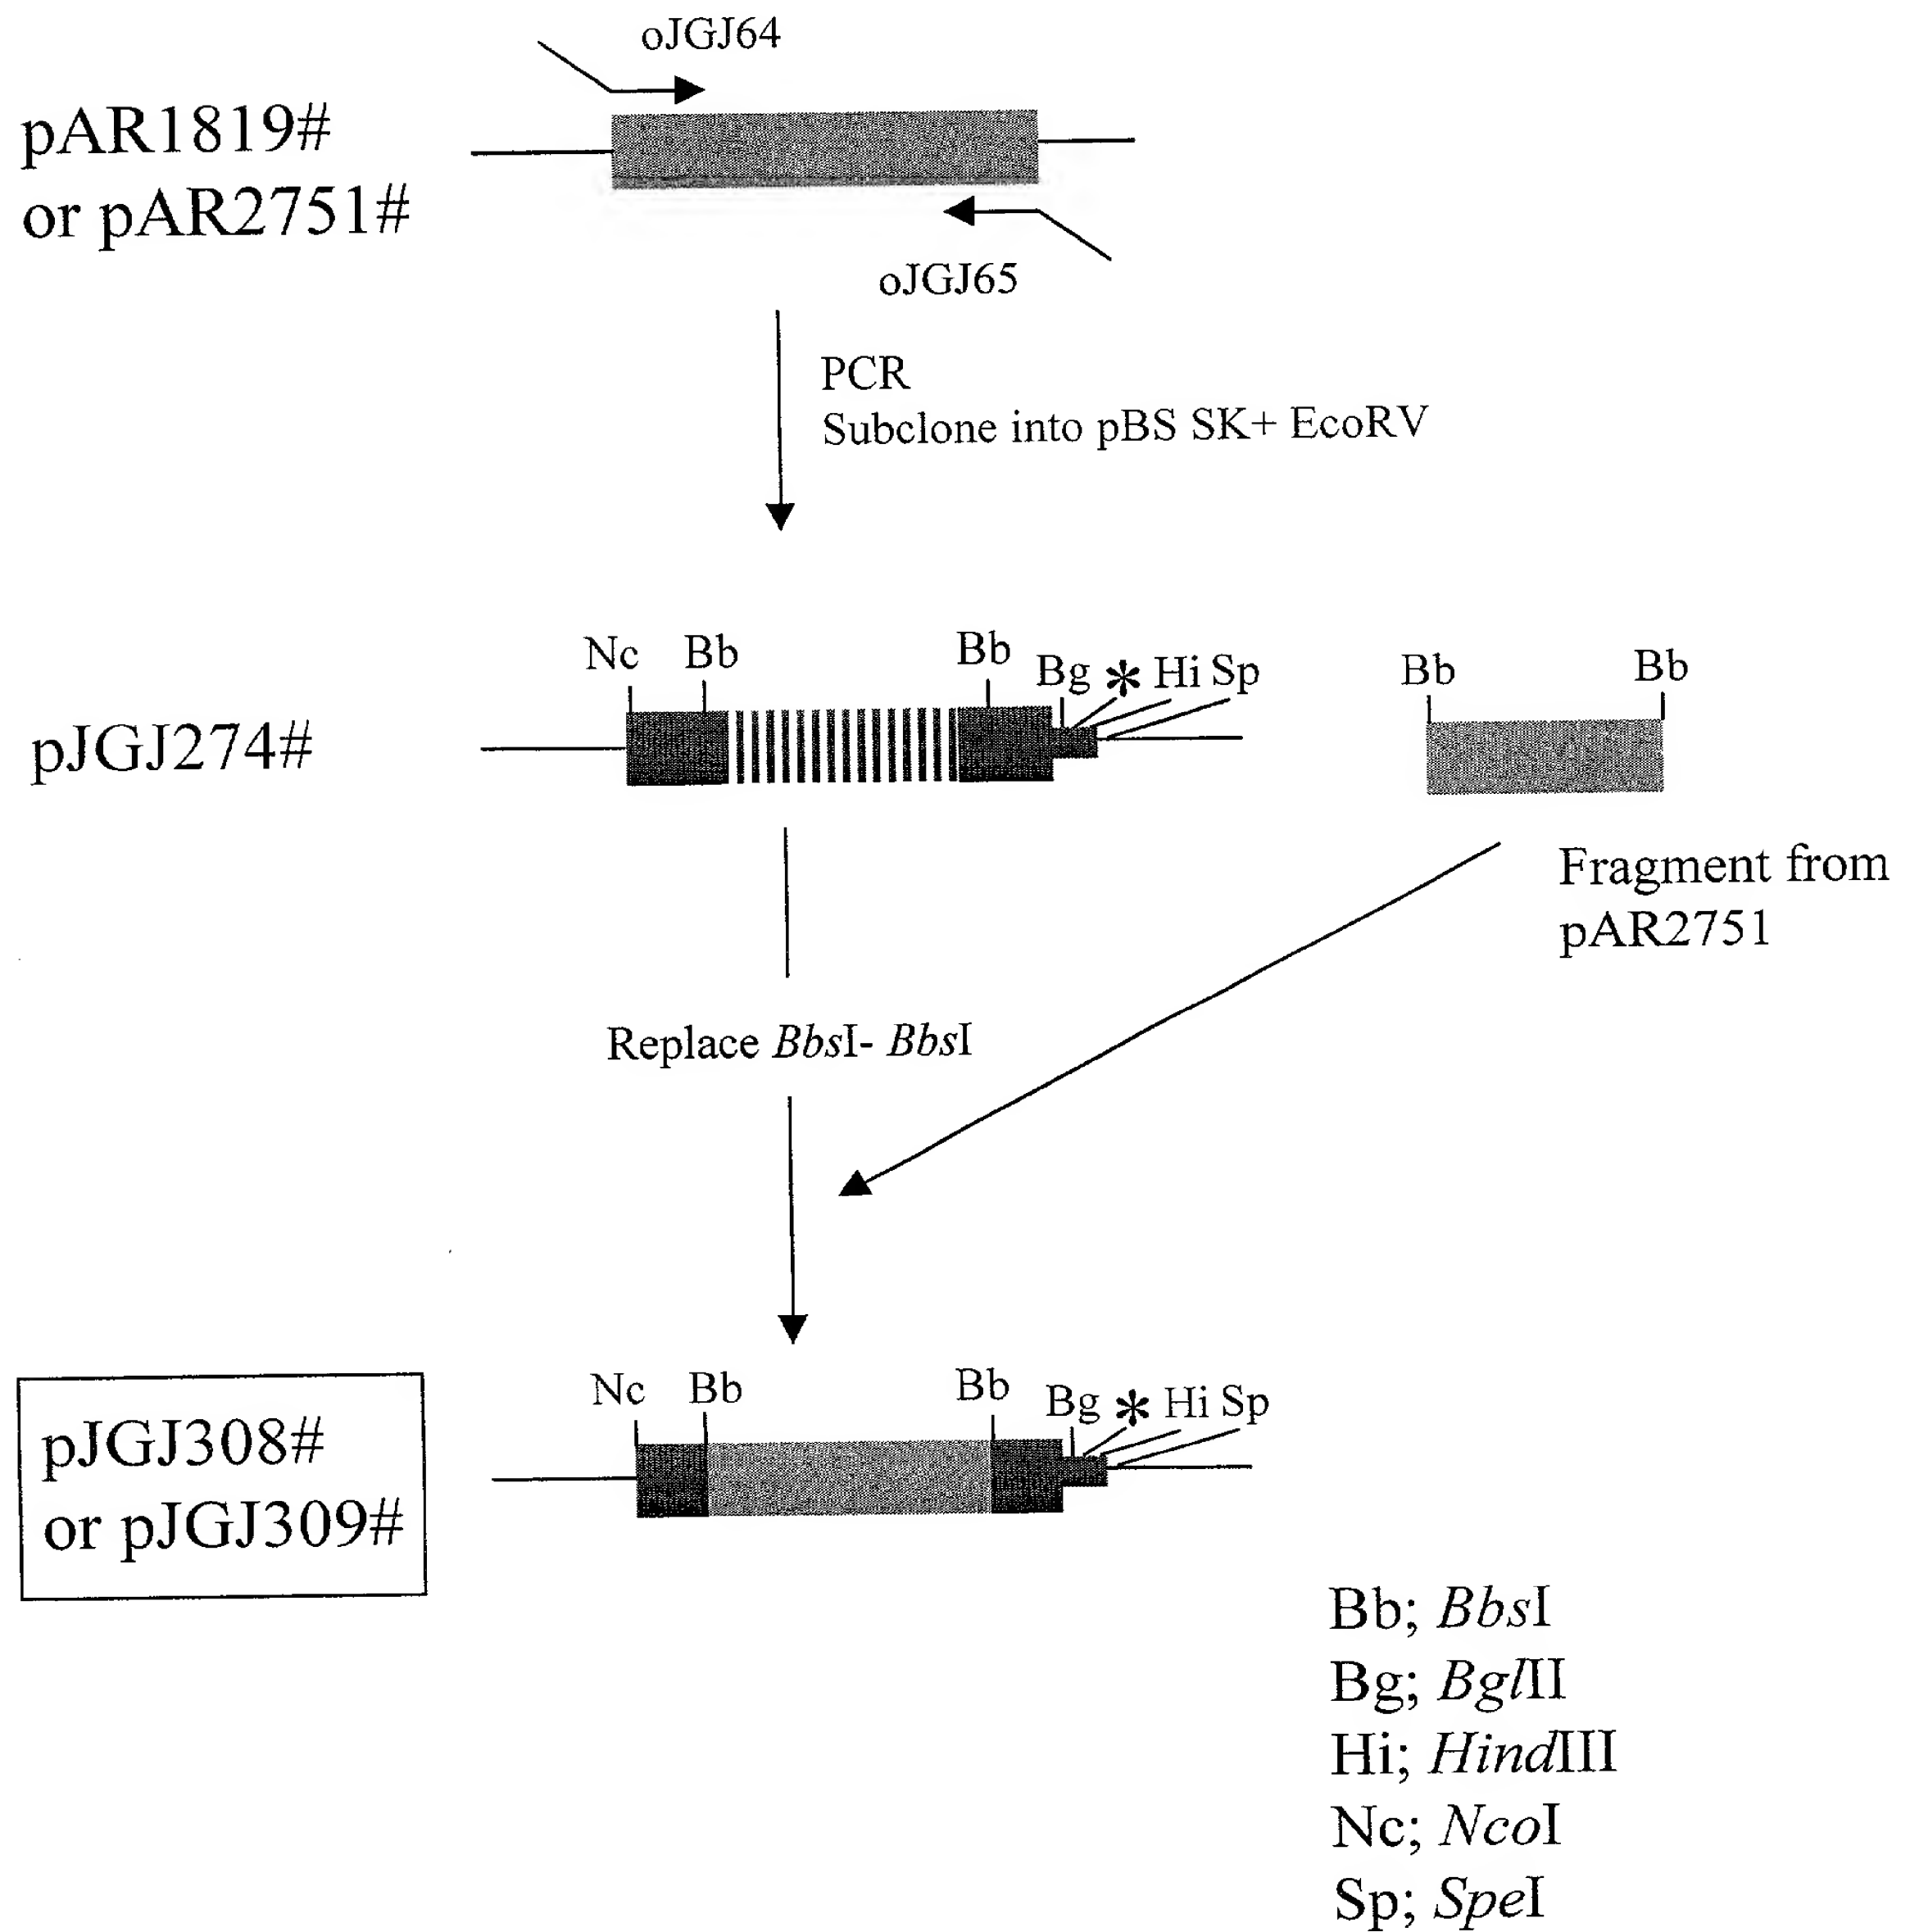 oJGJ64
pAR1819#
or pAR2751#
oJGJ65
PCR
Subclone into pBS SK+ EcoRV
Nc Bb Bb Bg * Hi Sp Bb Bb
pJGJ274#
Fragment from
pAR2751
Replace BbsI- BbsI
Nc Bb Bb Bg * Hi Sp
pJGJ308#
or pJGJ309#
Bb; BbsI
Bg; BglII
Hi; HindIII
Nc; NcoI
Sp; SpeI